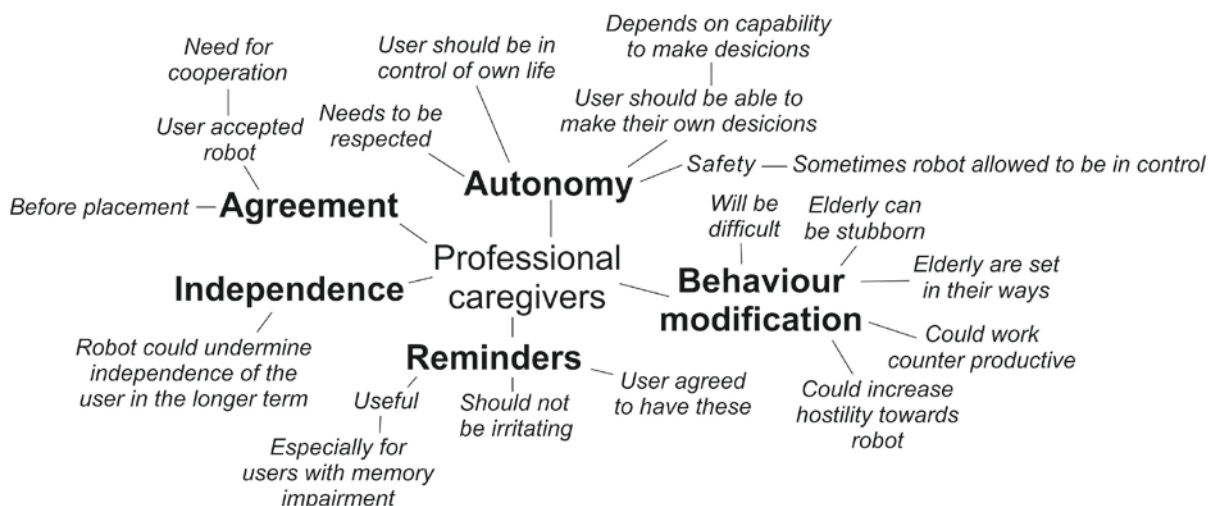 Need for
cooperation
User accepted
robot
Before placement
Agreement
User should be in
control of own life
Needs to be
respected
Autonomy
Depends on capability
to make desicions
User should be able to
make their own desicions
Safety
Sometimes robot allowed to be in control
Professional
caregivers
Independence
Robot could undermine
independence of the
user in the longer term
Reminders
Useful
Especially for
users with memory
impairment
Should not
be irritating
User agreed
to have these
Behaviour
modification
Will be
difficult
Elderly can
be stubborn
Elderly are set
in their ways
Could work
counter productive
Could increase
hostility towards
robot